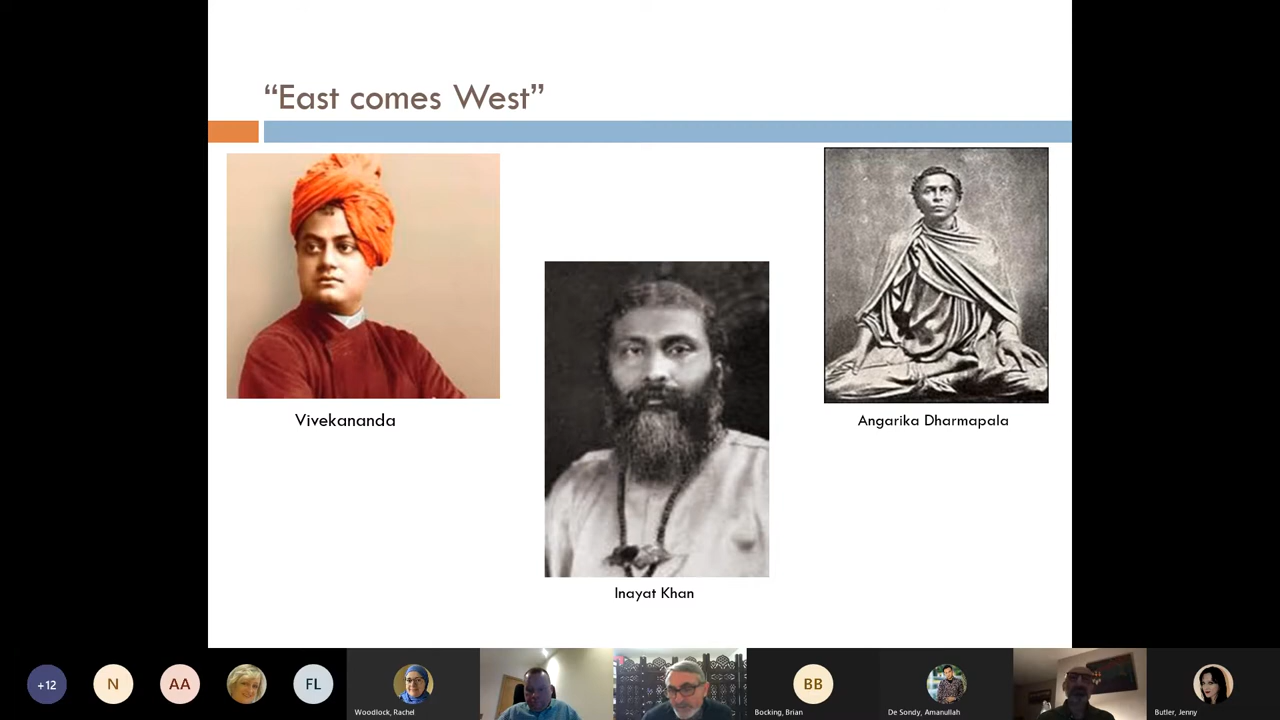 “East comes West”
Vivekananda
Angarika Dharmapala
Inayat Khan
+12
N
AA
FL
BB
Woodlock, Rachel
Bocking, Brian
De Sondy, Amanullah
Butler, Jenny